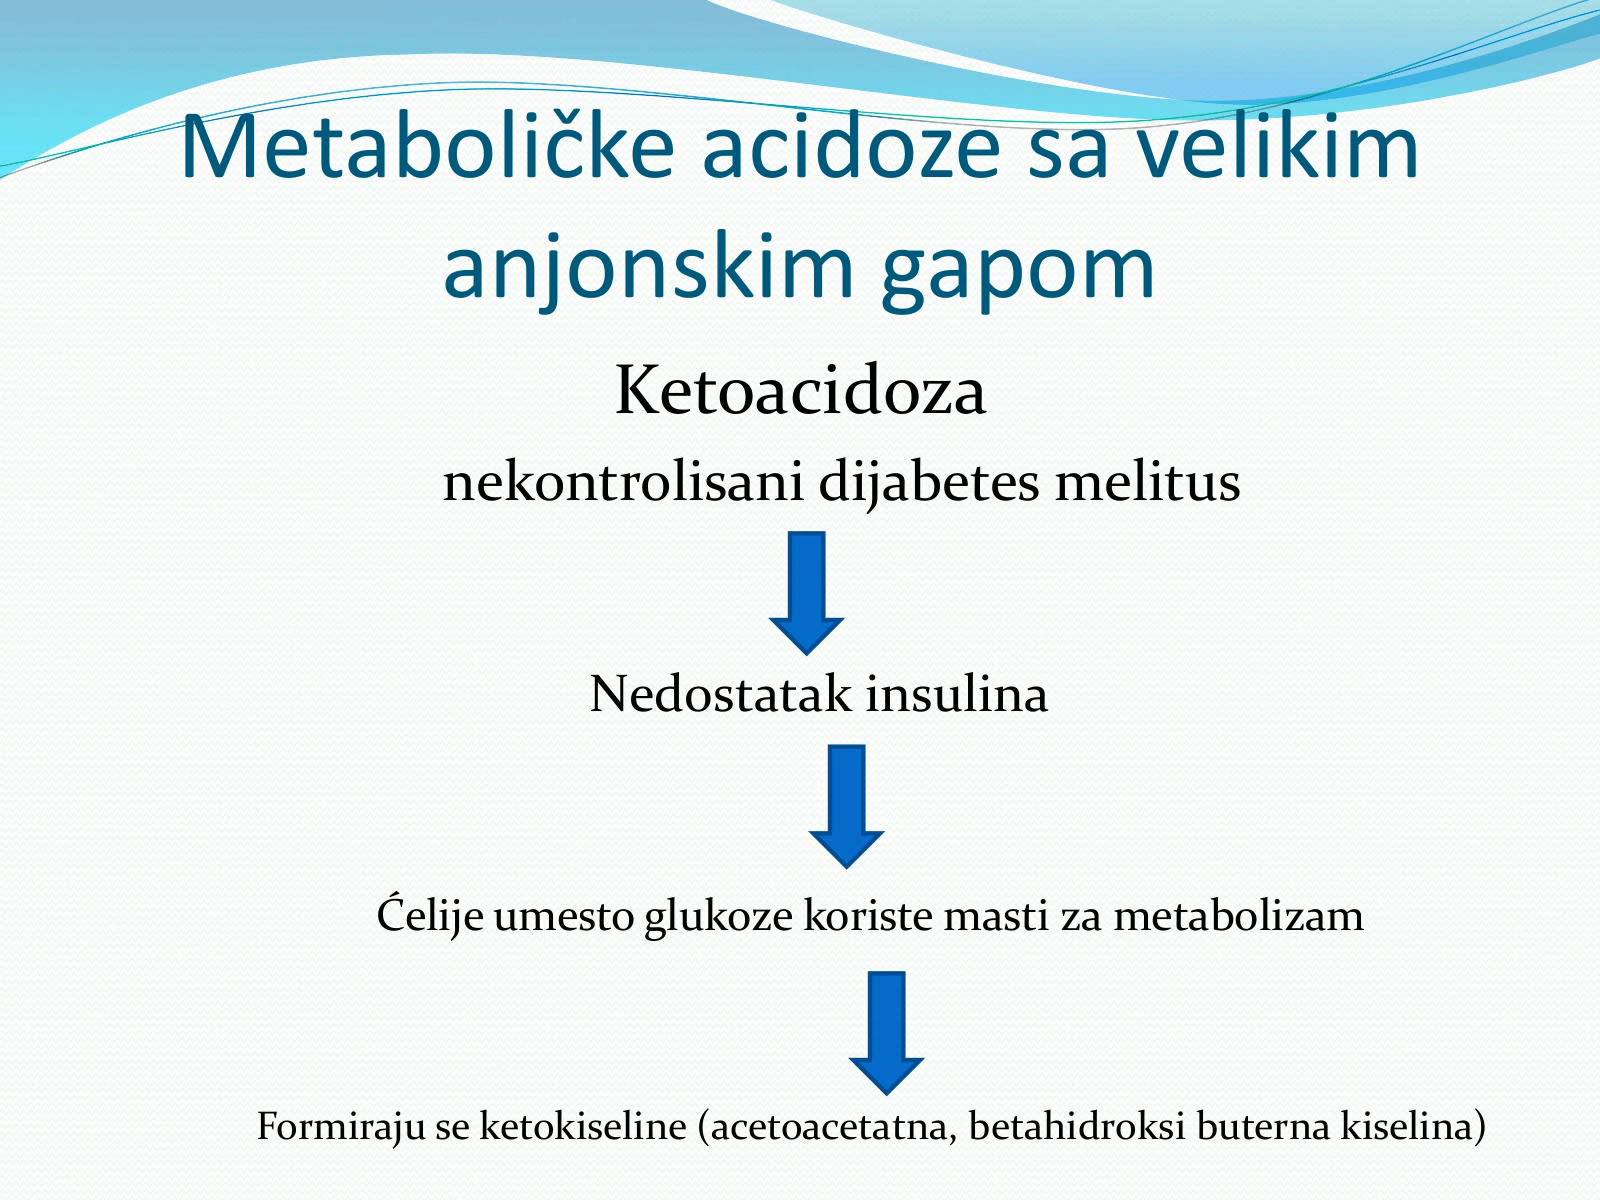 Metaboličke acidoze sa velikim
anjonskim gapom
Ketoacidoza
nekontrolisani dijabetes melitus
Nedostatak insulina
Ćelije umesto glukoze koriste masti za metabolizam
Formiraju se ketokiseline (acetoacetatna, betahidroksi buterna kiselina)